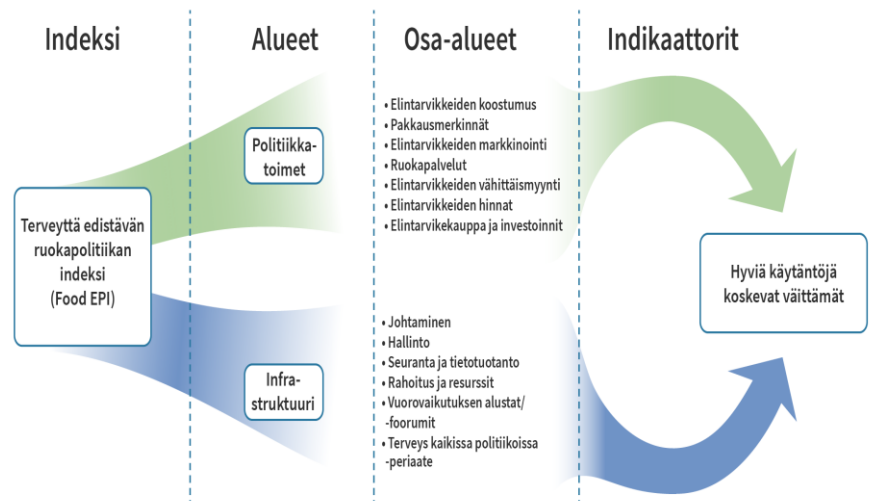 Indeksi
Alueet
Osa-alueet
Indikaattorit
Terveyttä edistävän
ruokapolitiikan
indeksi
(Food EPI)
Politiikka-
toimet
• Elintarvikkeiden koostumus
• Pakkausmerkinnät
• Elintarvikkeiden markkinointi
• Ruokapalvelut
• Elintarvikkeiden vähittäismyynti
• Elintarvikkeiden hinnat
• Elintarvikekauppa ja investoinnit
Infra-
struktuuri
• Johtaminen
• Hallinto
• Seuranta ja tietotuotanto
• Rahoitus ja resurssit
• Vuorovaikutuksen alustat/
-foorumit
• Terveys kaikissa politiikoissa
-periaate
Hyviä käytäntöjä
koskevat väittämät